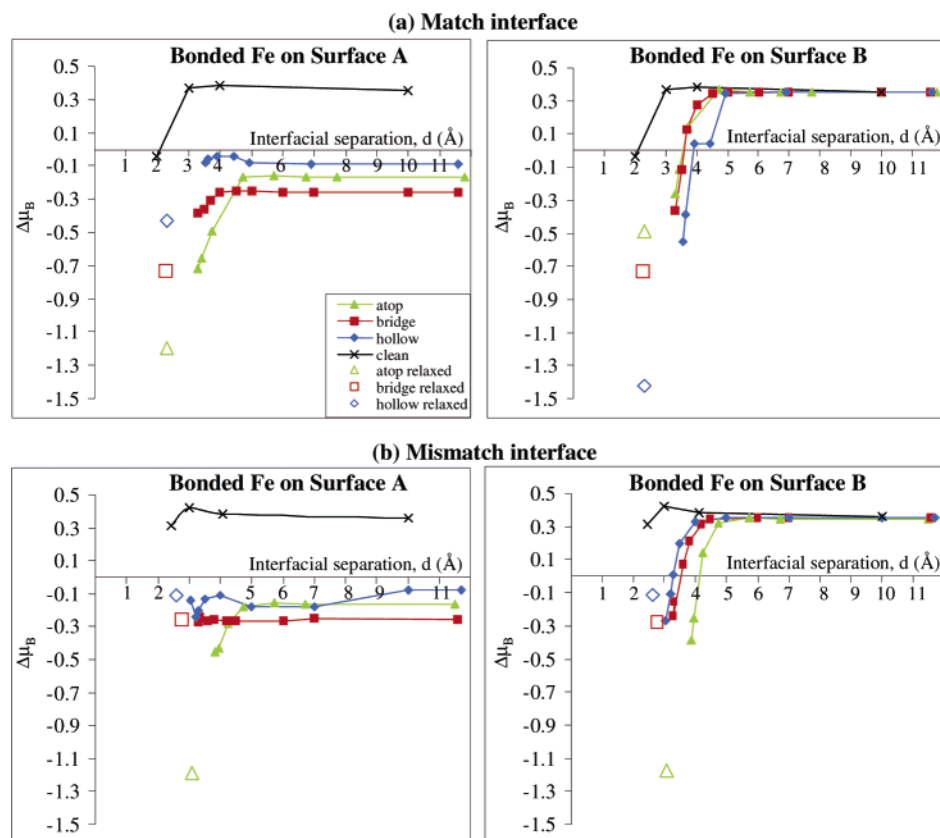 (a) Match interface
Bonded Fe on Surface A
0.5
0.3
0.1
-0.1
-0.3
-0.5
-0.7
-0.9
-1.1
-1.3
-1.5
ΔμB
Interfacial separation, d (Å)
1 2 3 4 5 6 7 8 9 10 11
atop
bridge
hollow
clean
atop relaxed
bridge relaxed
hollow relaxed
Bonded Fe on Surface B
0.5
0.3
0.1
-0.1
-0.3
-0.5
-0.7
-0.9
-1.1
-1.3
-1.5
ΔμB
Interfacial separation, d (Å)
1 2 3 4 5 6 7 8 9 10 11
(b) Mismatch interface
Bonded Fe on Surface A
0.5
0.3
0.1
-0.1
-0.3
-0.5
-0.7
-0.9
-1.1
-1.3
-1.5
ΔμB
Interfacial separation, d (Å)
1 2 3 4 5 6 7 8 9 10 11
Bonded Fe on Surface B
0.5
0.3
0.1
-0.1
-0.3
-0.5
-0.7
-0.9
-1.1
-1.3
-1.5
ΔμB
Interfacial separation, d (Å)
1 2 3 4 5 6 7 8 9 10 11